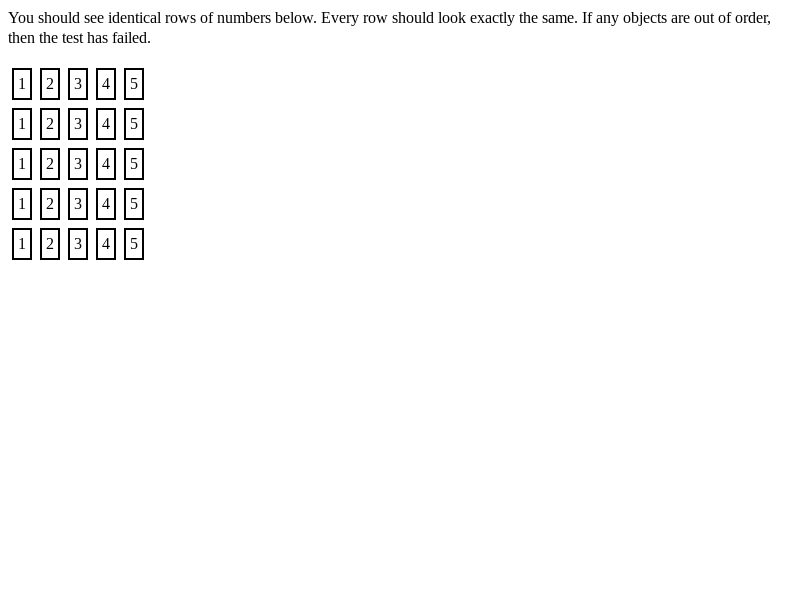 You should see identical rows of numbers below. Every row should look exactly the same. If any objects are out of order,
then the test has failed.
1 2 3 4 5
1 2 3 4 5
1 2 3 4 5
1 2 3 4 5
1 2 3 4 5